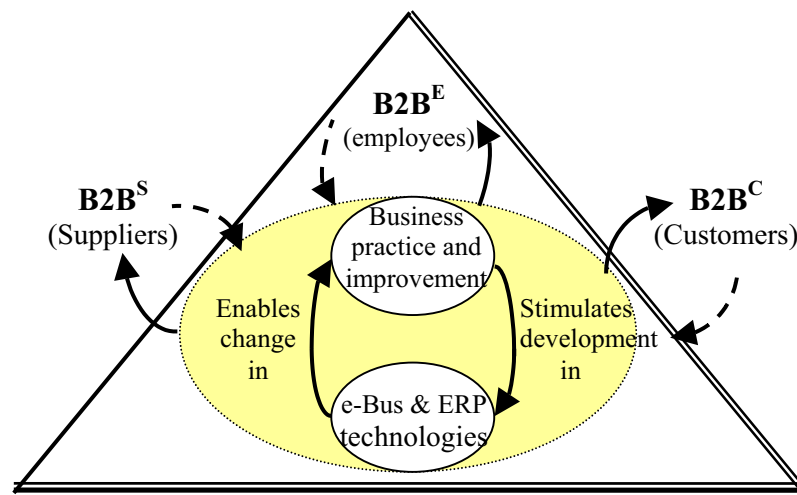 B2B^E
(employees)
B2B^S
(Suppliers)
B2B^C
(Customers)
Business
practice and
improvement
Enables
change
in
Stimulates
development
in
e-Bus & ERP
technologies